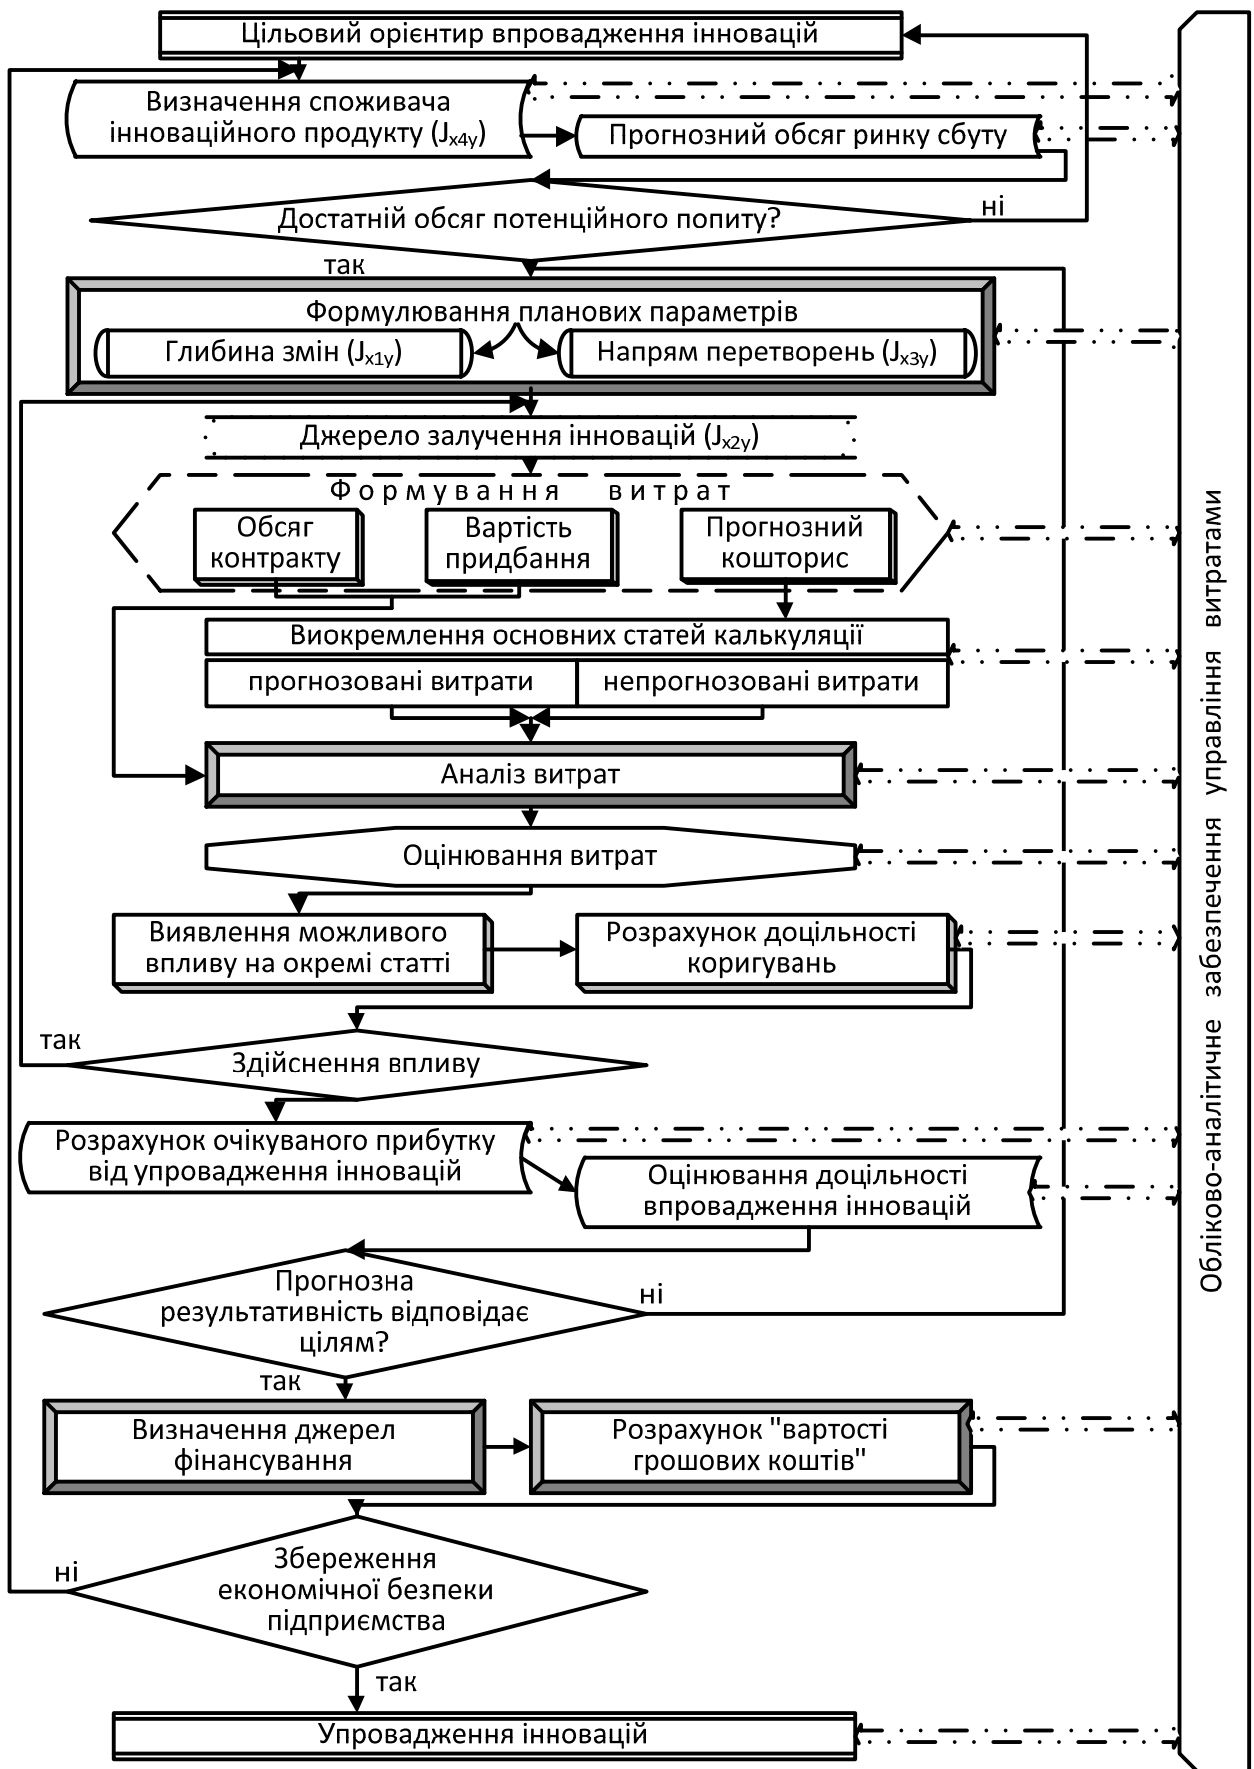 Цільовий орієнтир впровадження інновацій
Визначення споживача
інноваційного продукту (Jx4y)
Прогнозний обсяг ринку сбуту
Достатній обсяг потенційного попиту?
ні
так
Формулювання планових параметрів
Глибина змін (Jx1y)
Напрям перетворень (Jx3y)
Джерело залучення інновацій (Jx2y)
Формування витрат
Обсяг
контракту
Вартість
придбання
Прогнозний
кошторис
Виокремлення основних статей калькуляції
прогнозовані витрати
непрогнозовані витрати
Аналіз витрат
Оцінювання витрат
Виявлення можливого
впливу на окремі статті
Розрахунок доцільності
коригувань
так
Здійснення впливу
Розрахунок очікуваного прибутку
від упровадження інновацій
Оцінювання доцільності
впровадження інновацій
Прогнозна
результативність відповідає
цілям?
ні
так
Визначення джерел
фінансування
Розрахунок "вартості
грошових коштів"
ні
Збереження
економічної безпеки
підприємства
так
Упровадження інновацій
Обліково-аналітичне забезпечення управління витратами